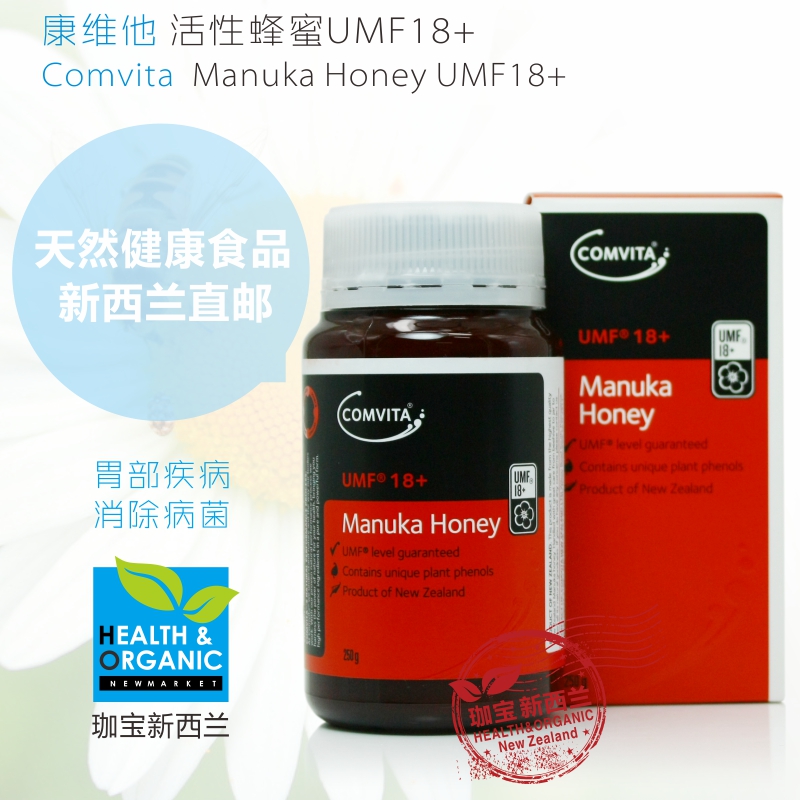 康维他 活性蜂蜜UMF18+
Comvita Manuka Honey UMF18+
天然健康食品
新西兰直邮
胃部疾病
消除病菌
HEALTH &
ORGANIC
NEWMARKET
珈宝新西兰
COMVITA®
UMF® 18+
UMF®
18+
Manuka Honey
UMF® level guaranteed
Contains unique plant phenols
Product of New Zealand
250g
COMVITA®
UMF® 18+
UMF®
18+
Manuka
Honey
UMF® level guaranteed
Contains unique plant phenols
Product of New Zealand
珈宝新西兰
HEALTH&ORGANIC
New Zealand